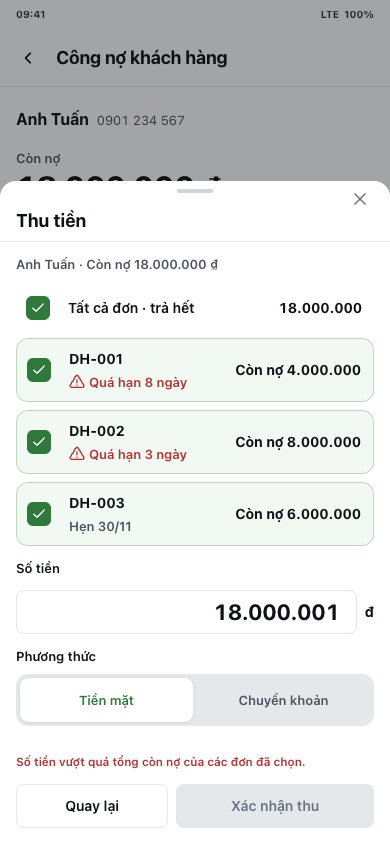 09:41
LTE 100%
Công nợ khách hàng
Anh Tuấn 0901 234 567
Còn nợ
Thu tiền
Anh Tuấn · Còn nợ 18.000.000 ₫
Tất cả đơn · trả hết 18.000.000
DH-001
Còn nợ 4.000.000
Quá hạn 8 ngày
DH-002
Còn nợ 8.000.000
Quá hạn 3 ngày
DH-003
Còn nợ 6.000.000
Hẹn 30/11
Số tiền
18.000.001 đ
Phương thức
Tiền mặt
Chuyển khoản
Số tiền vượt quá tổng còn nợ của các đơn đã chọn.
Quay lại
Xác nhận thu